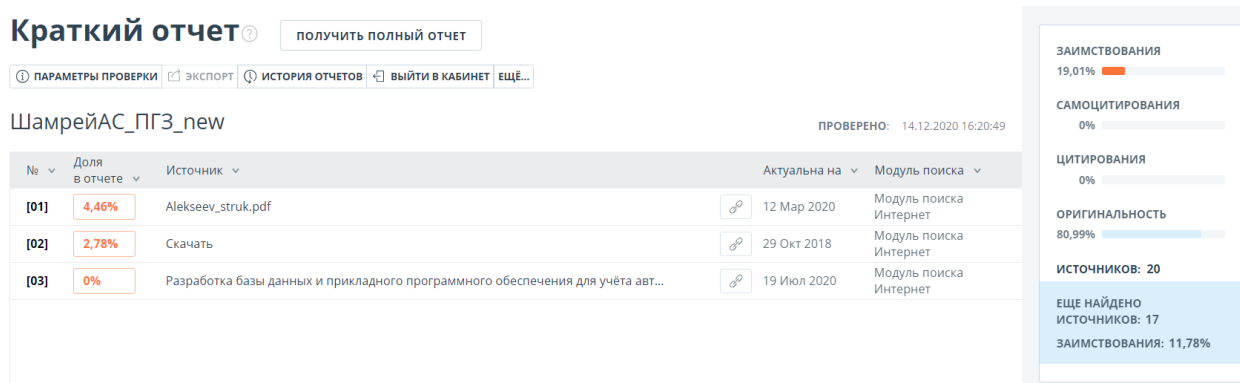 Краткий отчет
?
ПОЛУЧИТЬ ПОЛНЫЙ ОТЧЕТ
ПАРАМЕТРЫ ПРОВЕРКИ ЭКСПОРТ ИСТОРИЯ ОТЧЕТОВ ВЫЙТИ В КАБИНЕТ ЕЩЁ...
ШамрейАС_ПГЗ_new
ПРОВЕРЕНО: 14.12.2020 16:20:49
№ Доля
в отчете Источник Актуальна на Модуль поиска
[01] 4,46% Alekseev_struk.pdf 12 Мар 2020 Модуль поиска
Интернет
[02] 2,78% Скачать 29 Окт 2018 Модуль поиска
Интернет
[03] 0% Разработка базы данных и прикладного программного обеспечения для учёта авт... 19 Июл 2020 Модуль поиска
Интернет
ЗАИМСТВОВАНИЯ
19,01%
САМОЦИТИРОВАНИЯ
0%
ЦИТИРОВАНИЯ
0%
ОРИГИНАЛЬНОСТЬ
80,99%
ИСТОЧНИКОВ: 20
ЕЩЕ НАЙДЕНО
ИСТОЧНИКОВ: 17
ЗАИМСТВОВАНИЯ: 11,78%